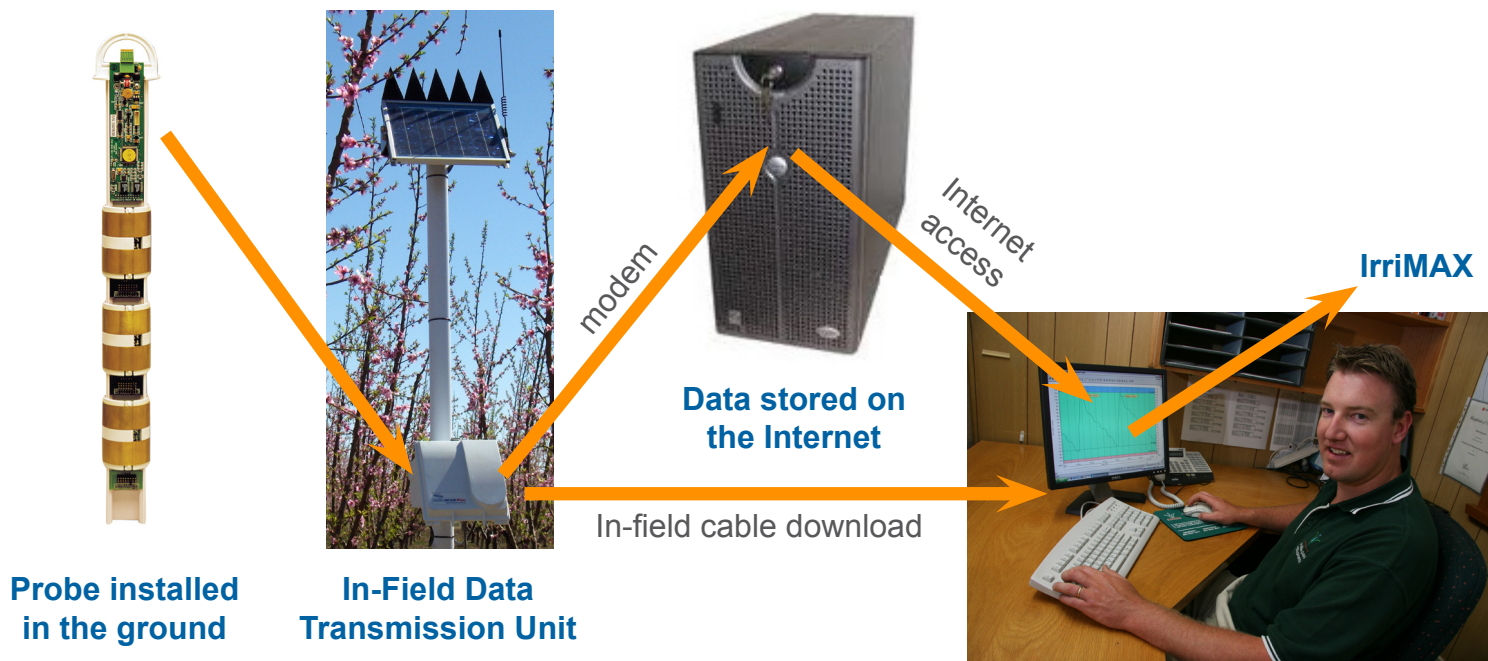 modem
Internet
access
IrriMAX
Data stored on
the Internet
In-field cable download
Probe installed
in the ground
In-Field Data
Transmission Unit